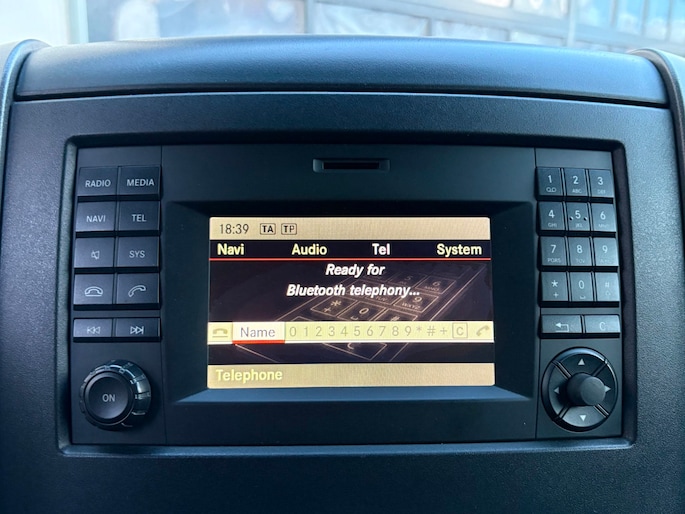 RADIO MEDIA
NAVI TEL
SYS
ON
18:39 TA TP
Navi Audio Tel System
Ready for
Bluetooth telephony...
Name 0 1 2 3 4 5 6 7 8 9 * # + C
Telephone
1 2 3
QLO ABC DEF
4 5 6
GHI JKL MNO
7 8 9
PQRS TUV WXYZ
* 0 #
+
C